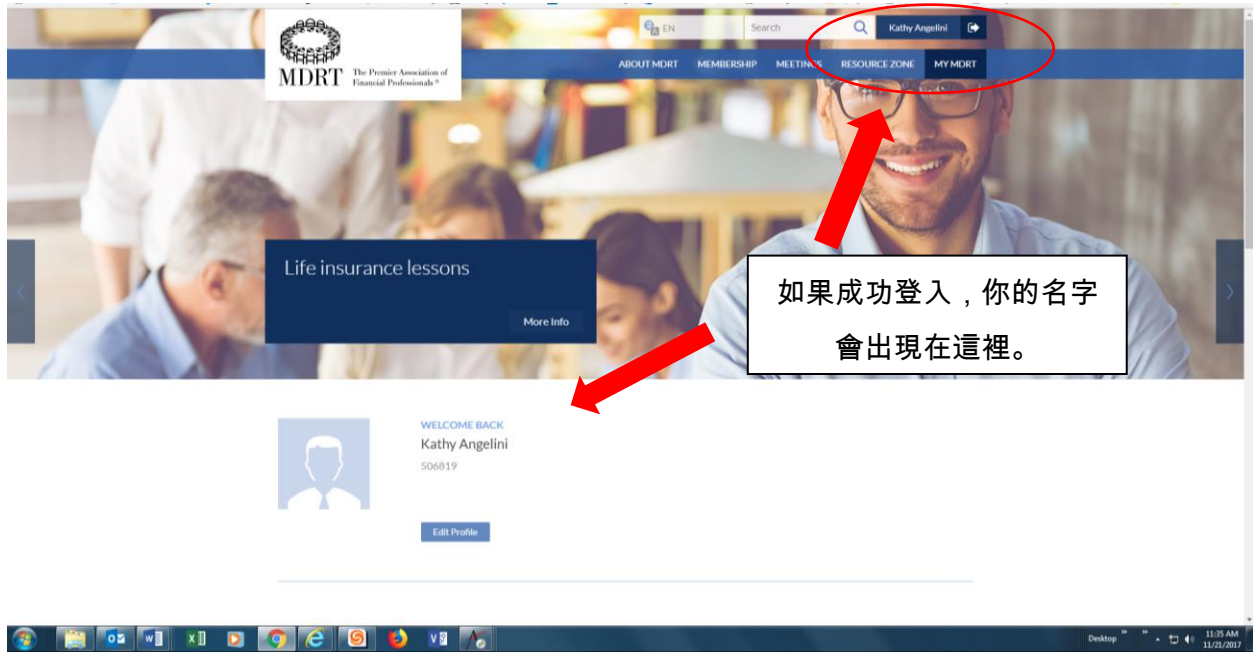 EN
Search
Kathy Angelini
MDRT
The Premier Association of
Financial Professionals ®
ABOUT MDRT MEMBERSHIP MEETINGS RESOURCE ZONE MY MDRT
Life insurance lessons
More Info
如果成功登入，你的名字
會出現在這裡。
WELCOME BACK
Kathy Angelini
506819
Edit Profile
Desktop
11:35 AM
11/21/2017